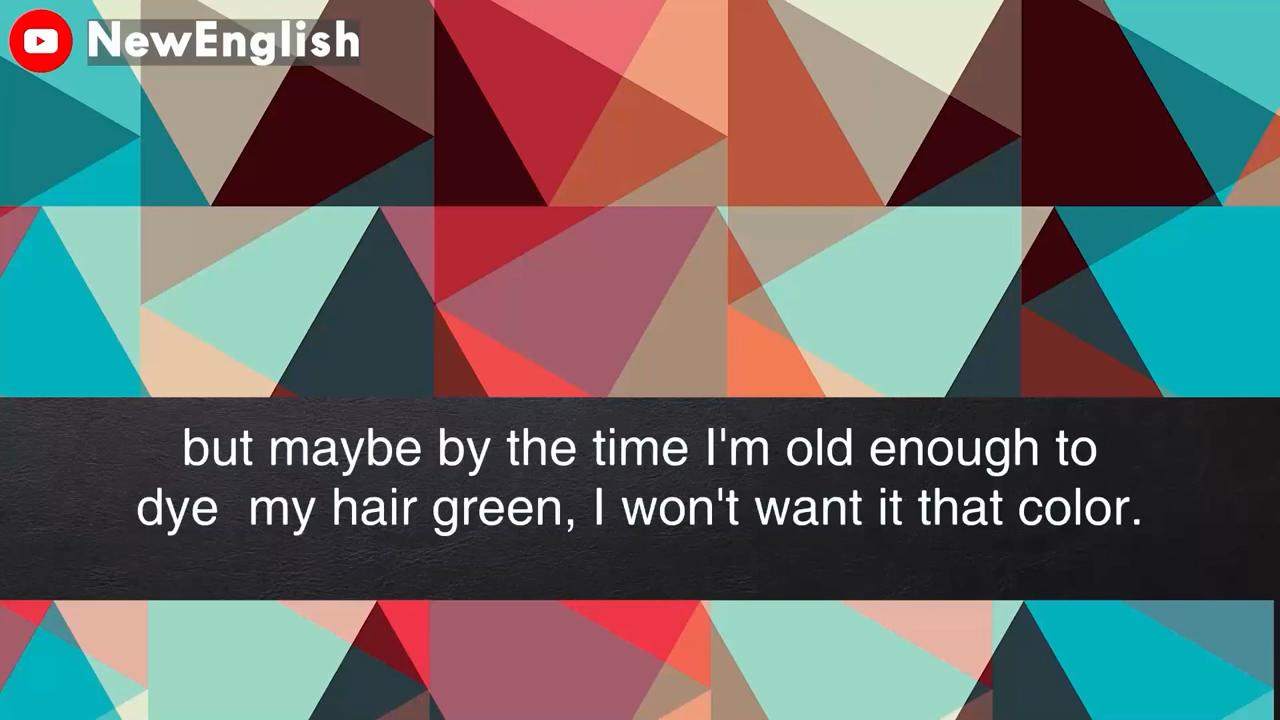 NewEnglish
but maybe by the time I'm old enough to
dye  my hair green, I won't want it that color.